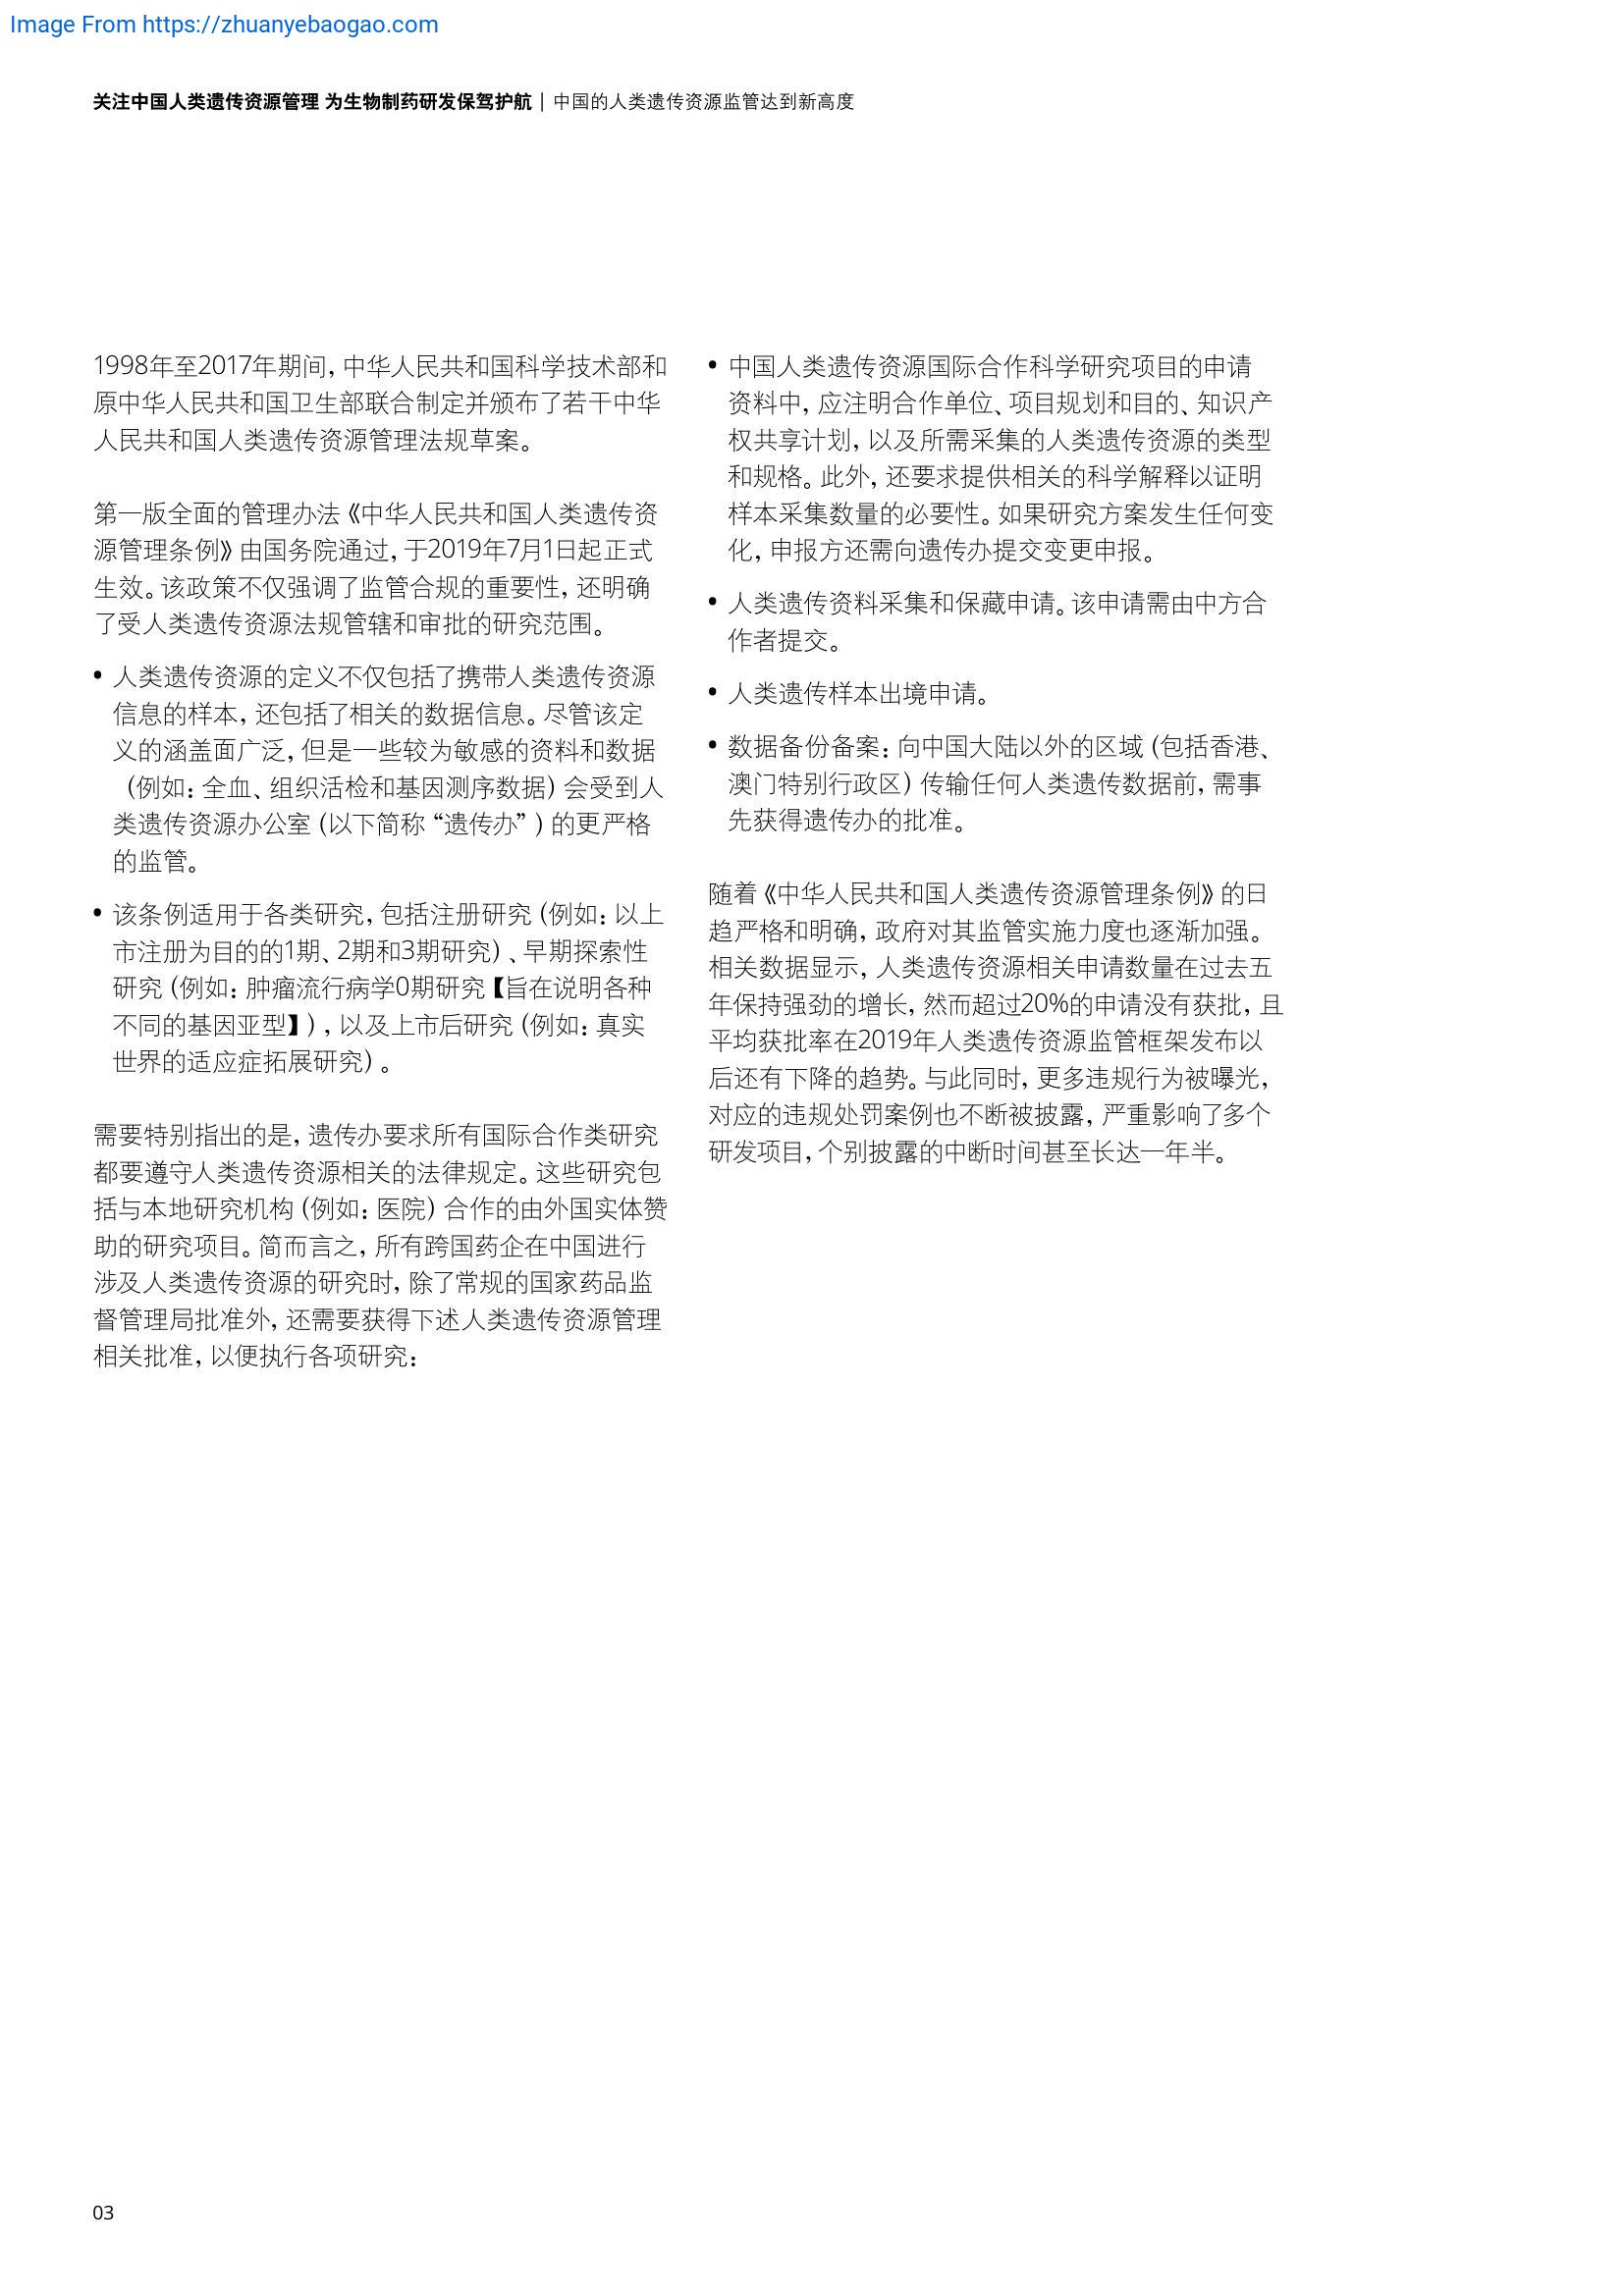 Image From https://zhuanyebaogao.com
关注中国人类遗传资源管理 为生物制药研发保驾护航 | 中国的人类遗传资源监管达到新高度
1998年至2017年期间，中华人民共和国科学技术部和
原中华人民共和国卫生部联合制定并颁布了若干中华
人民共和国人类遗传资源管理法规草案。
第一版全面的管理办法《中华人民共和国人类遗传资
源管理条例》由国务院通过，于2019年7月1日起正式
生效。该政策不仅强调了监管合规的重要性，还明确
了受人类遗传资源法规管辖和审批的研究范围。
• 人类遗传资源的定义不仅包括了携带人类遗传资源
信息的样本，还包括了相关的数据信息。尽管该定
义的涵盖面广泛，但是一些较为敏感的资料和数据
（例如：全血、组织活检和基因测序数据）会受到人
类遗传资源办公室（以下简称“遗传办”）的更严格
的监管。
• 该条例适用于各类研究，包括注册研究（例如：以上
市注册为目的的1期、2期和3期研究）、早期探索性
研究（例如：肿瘤流行病学0期研究【旨在说明各种
不同的基因亚型】），以及上市后研究（例如：真实
世界的适应症拓展研究）。
需要特别指出的是，遗传办要求所有国际合作类研究
都要遵守人类遗传资源相关的法律规定。这些研究包
括与本地研究机构（例如：医院）合作的由外国实体赞
助的研究项目。简而言之，所有跨国药企在中国进行
涉及人类遗传资源的研究时，除了常规的国家药品监
督管理局批准外，还需要获得下述人类遗传资源管理
相关批准，以便执行各项研究：
• 中国人类遗传资源国际合作科学研究项目的申请
资料中，应注明合作单位、项目规划和目的、知识产
权共享计划，以及所需采集的人类遗传资源的类型
和规格。此外，还要求提供相关的科学解释以证明
样本采集数量的必要性。如果研究方案发生任何变
化，申报方还需向遗传办提交变更申报。
• 人类遗传资料采集和保藏申请。该申请需由中方合
作者提交。
• 人类遗传样本出境申请。
• 数据备份备案：向中国大陆以外的区域（包括香港、
澳门特别行政区）传输任何人类遗传数据前，需事
先获得遗传办的批准。
随着《中华人民共和国人类遗传资源管理条例》的日
趋严格和明确，政府对其监管实施力度也逐渐加强。
相关数据显示，人类遗传资源相关申请数量在过去五
年保持强劲的增长，然而超过20%的申请没有获批，且
平均获批率在2019年人类遗传资源监管框架发布以
后还有下降的趋势。与此同时，更多违规行为被曝光，
对应的违规处罚案例也不断被披露，严重影响了多个
研发项目，个别披露的中断时间甚至长达一年半。
03